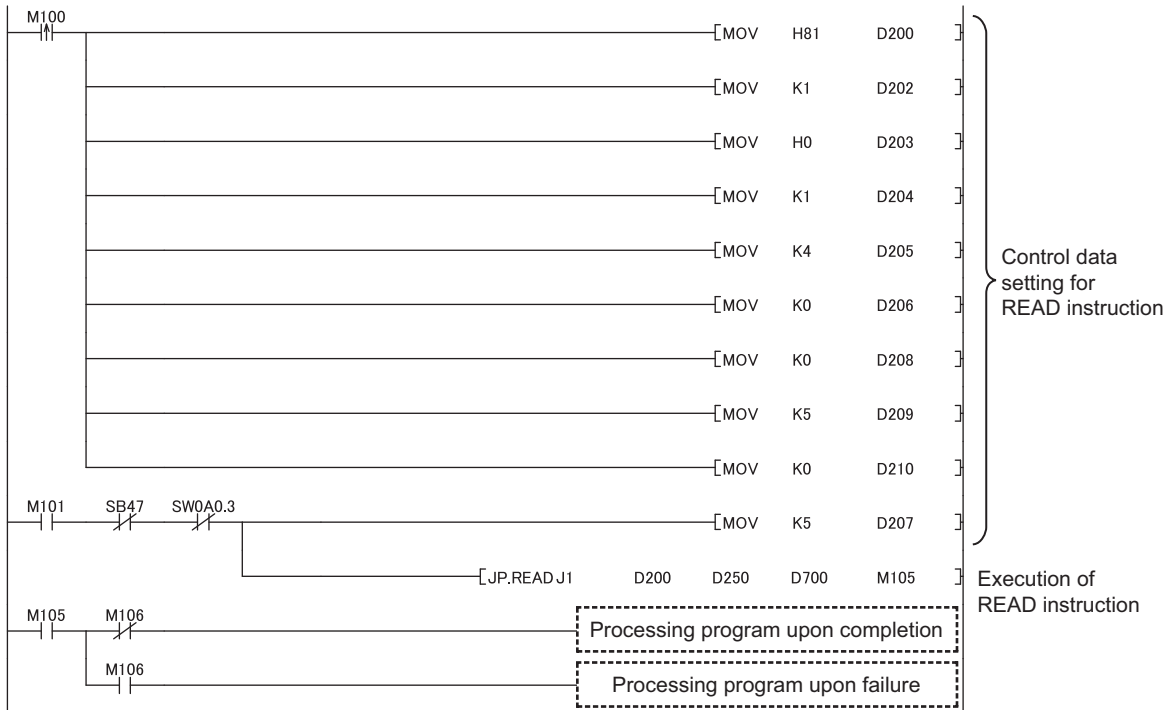 M100
MOV H81 D200
MOV K1 D202
MOV H0 D203
MOV K1 D204
MOV K4 D205
MOV K0 D206
MOV K0 D208
MOV K5 D209
MOV K0 D210
Control data
setting for
READ instruction
M101 SB47 SW0A0.3
MOV K5 D207
JP.READ J1 D200 D250 D700 M105
Execution of
READ instruction
M105 M106
Processing program upon completion
M106
Processing program upon failure